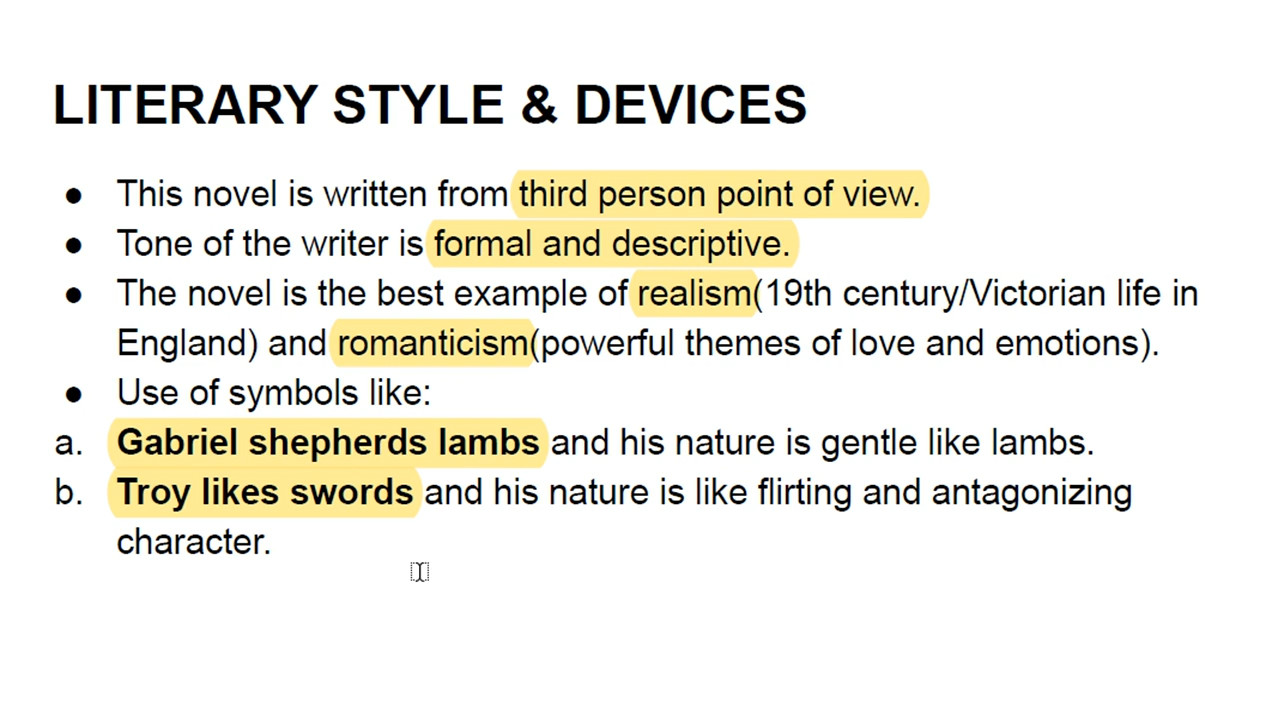 LITERARY STYLE & DEVICES
● This novel is written from third person point of view.
● Tone of the writer is formal and descriptive.
● The novel is the best example of realism(19th century/Victorian life in
England) and romanticism(powerful themes of love and emotions).
● Use of symbols like:
a. Gabriel shepherds lambs and his nature is gentle like lambs.
b. Troy likes swords and his nature is like flirting and antagonizing
character.